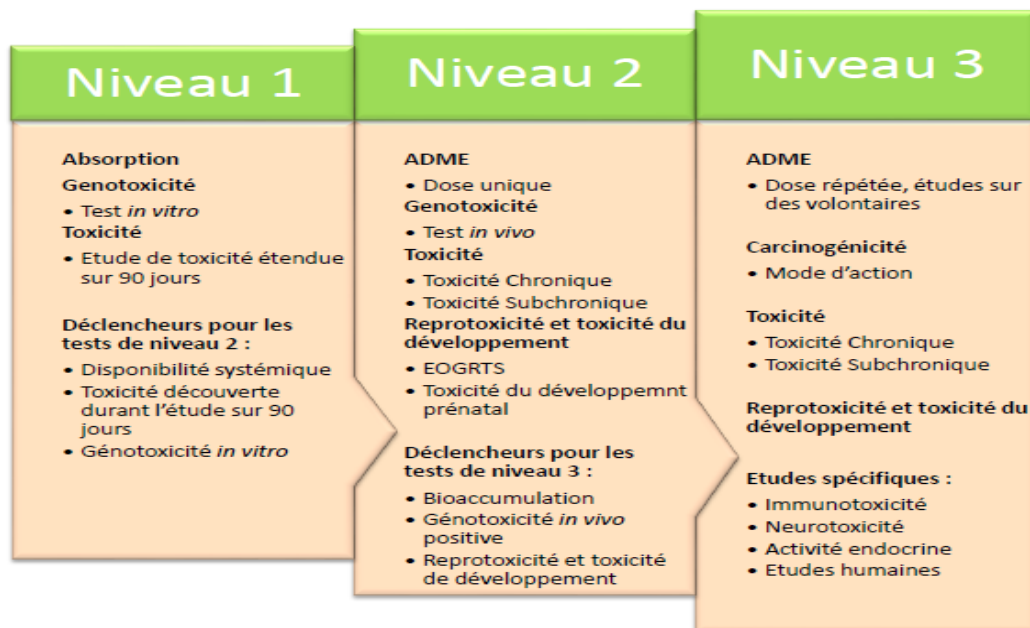 Niveau 1
Absorption
Genotoxicité
• Test in vitro
Toxicité
• Etude de toxicité étendue
sur 90 jours
Déclencheurs pour les
tests de niveau 2 :
• Disponibilité systémique
• Toxicité découverte
durant l'étude sur 90
jours
• Génotoxicité in vitro
Niveau 2
ADME
• Dose unique
Genotoxicité
• Test in vivo
Toxicité
• Toxicité Chronique
• Toxicité Subchronique
Reprotoxicité et toxicité du
développement
• EOGRTS
• Toxicité du développemnt
prénatal
Déclencheurs pour les
tests de niveau 3 :
• Bioaccumulation
• Génotoxicité in vivo
positive
• Reprotoxicité et toxicité
de développement
Niveau 3
ADME
• Dose répétée, études sur
des volontaires
Carcinogénicité
• Mode d'action
Toxicité
• Toxicité Chronique
• Toxicité Subchronique
Reprotoxicité et toxicité du
développement
Etudes spécifiques :
• Immunotoxicité
• Neurotoxicité
• Activité endocrine
• Etudes humaines